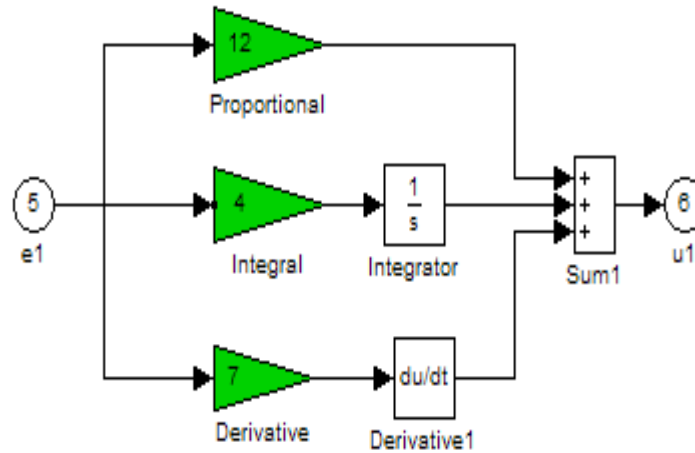 12
Proportional
5
e1
4
Integral
1
s
Integrator
+
+
+
Sum1
6
u1
7
Derivative
du/dt
Derivative1